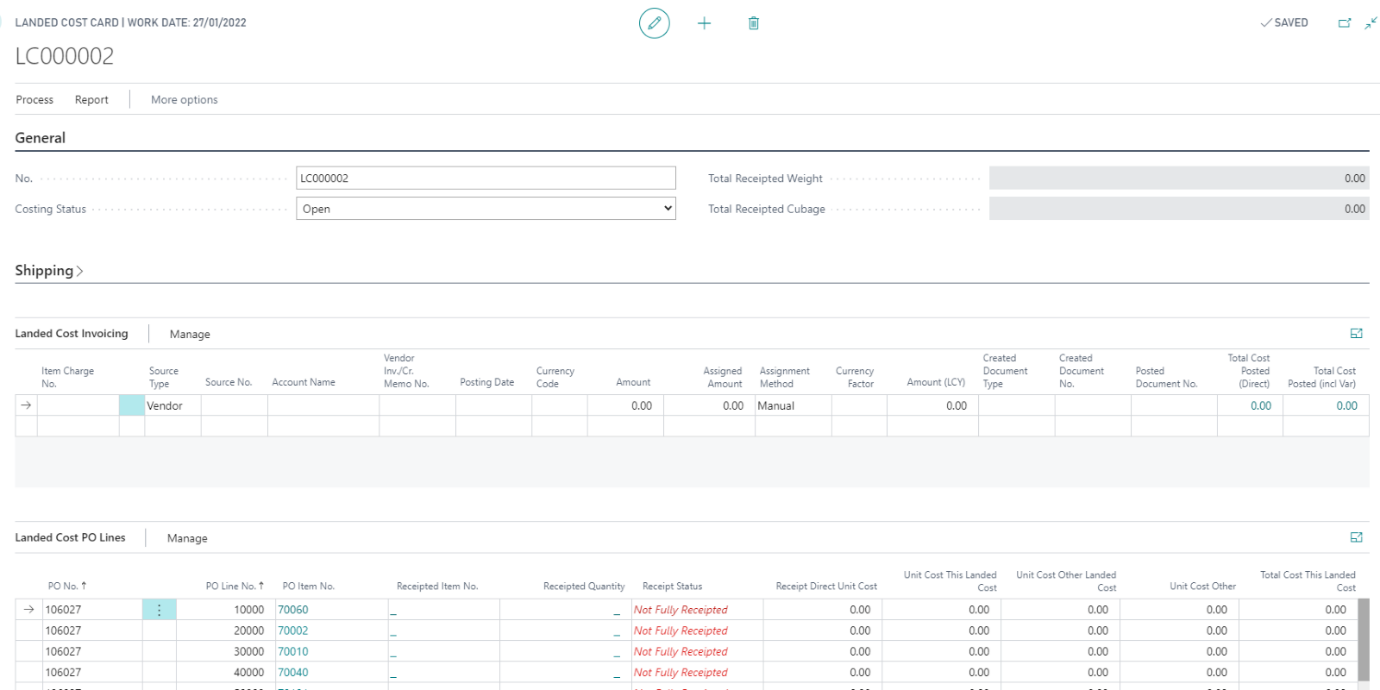 LANDED COST CARD | WORK DATE: 27/01/2022
SAVED
LC000002
Process Report More options
General
No. LC000002 Total Receipted Weight 0.00
Costing Status Open Total Receipted Cubage 0.00
Shipping
Landed Cost Invoicing Manage
Item Charge No. Source Type Source No. Account Name Vendor Inv./Cr. Memo No. Posting Date Currency Code Amount Assigned Amount Assignment Method Currency Factor Amount (LCY) Created Document Type Created Document No. Posted Document No. Total Cost Posted (Direct) Total Cost Posted (incl Var)
Vendor 0.00 0.00 Manual 0.00 0.00 0.00
Landed Cost PO Lines Manage
PO No. ↑ PO Line No. ↑ PO Item No. Receipted Item No. Receipted Quantity Receipt Status Receipt Direct Unit Cost Unit Cost This Landed Cost Unit Cost Other Landed Cost Unit Cost Other Total Cost This Landed Cost
106027 10000 70060 _ _ Not Fully Receipted 0.00 0.00 0.00 0.00 0.00
106027 20000 70002 _ _ Not Fully Receipted 0.00 0.00 0.00 0.00 0.00
106027 30000 70010 _ _ Not Fully Receipted 0.00 0.00 0.00 0.00 0.00
106027 40000 70040 _ _ Not Fully Receipted 0.00 0.00 0.00 0.00 0.00